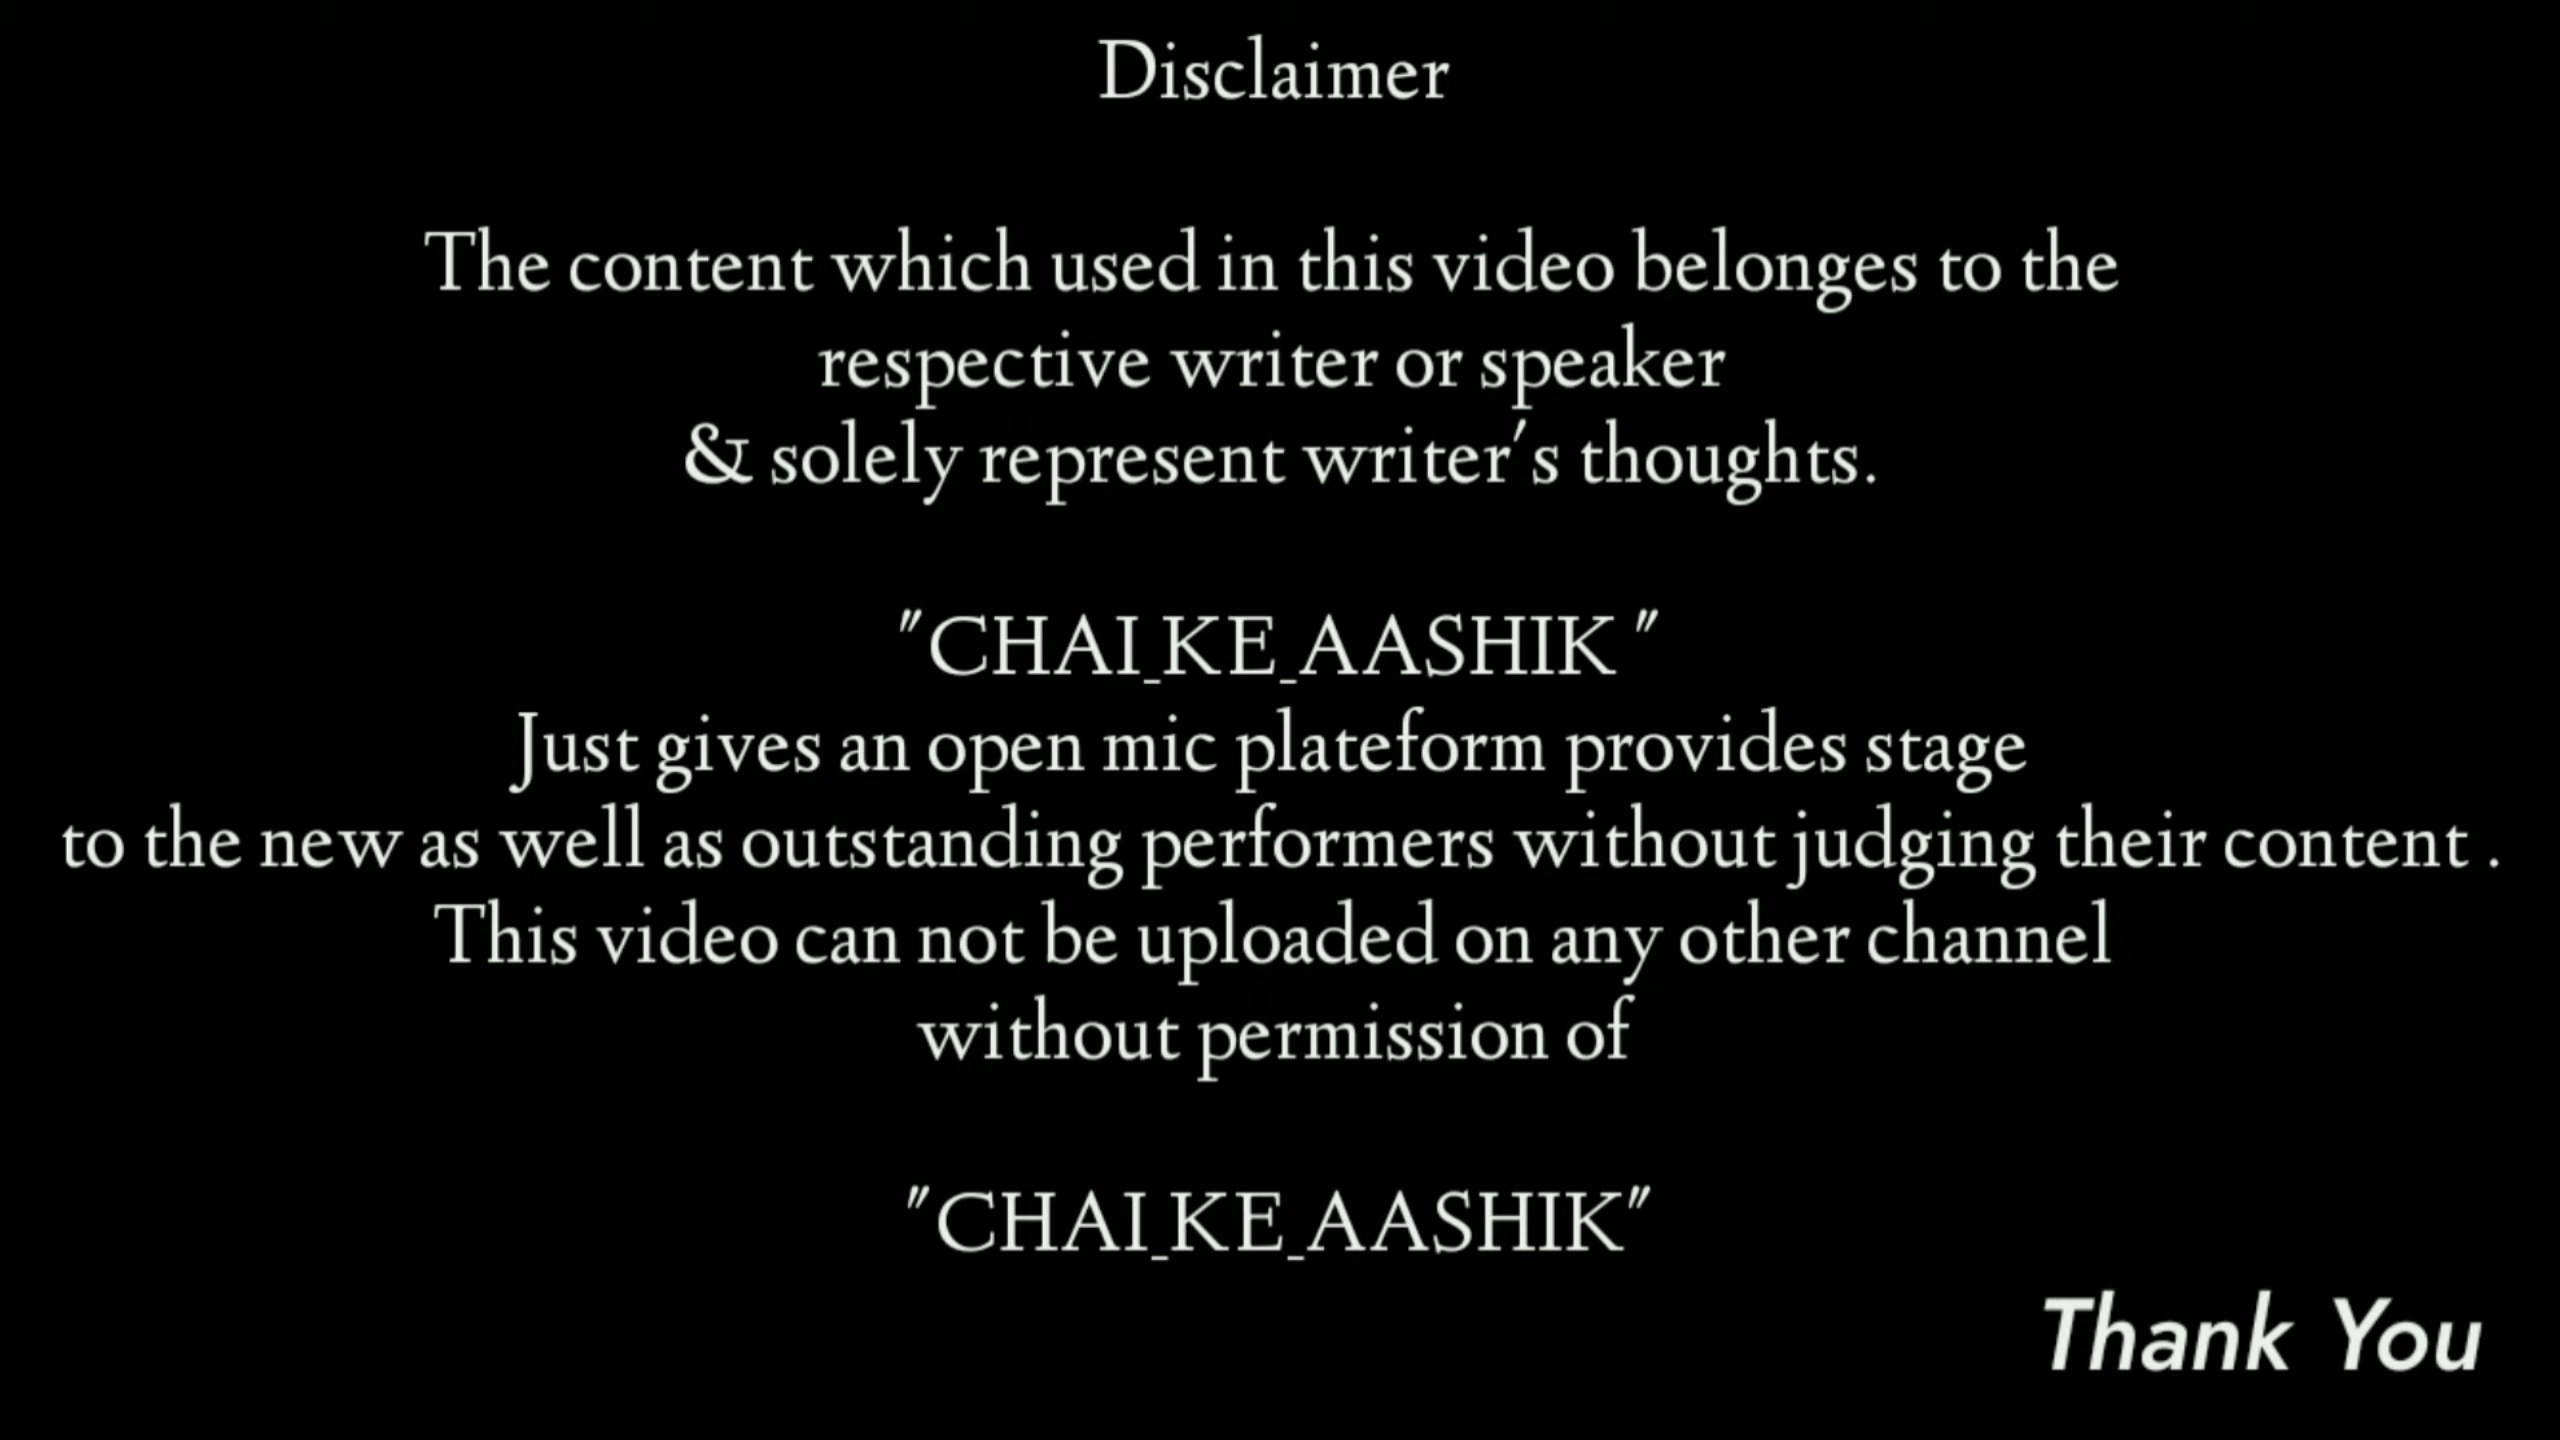 Disclaimer
The content which used in this video belonges to the
respective writer or speaker
& solely represent writer's thoughts.
"CHAI_KE_AASHIK "
Just gives an open mic plateform provides stage
to the new as well as outstanding performers without judging their content .
This video can not be uploaded on any other channel
without permission of
"CHAI_KE_AASHIK"
Thank You